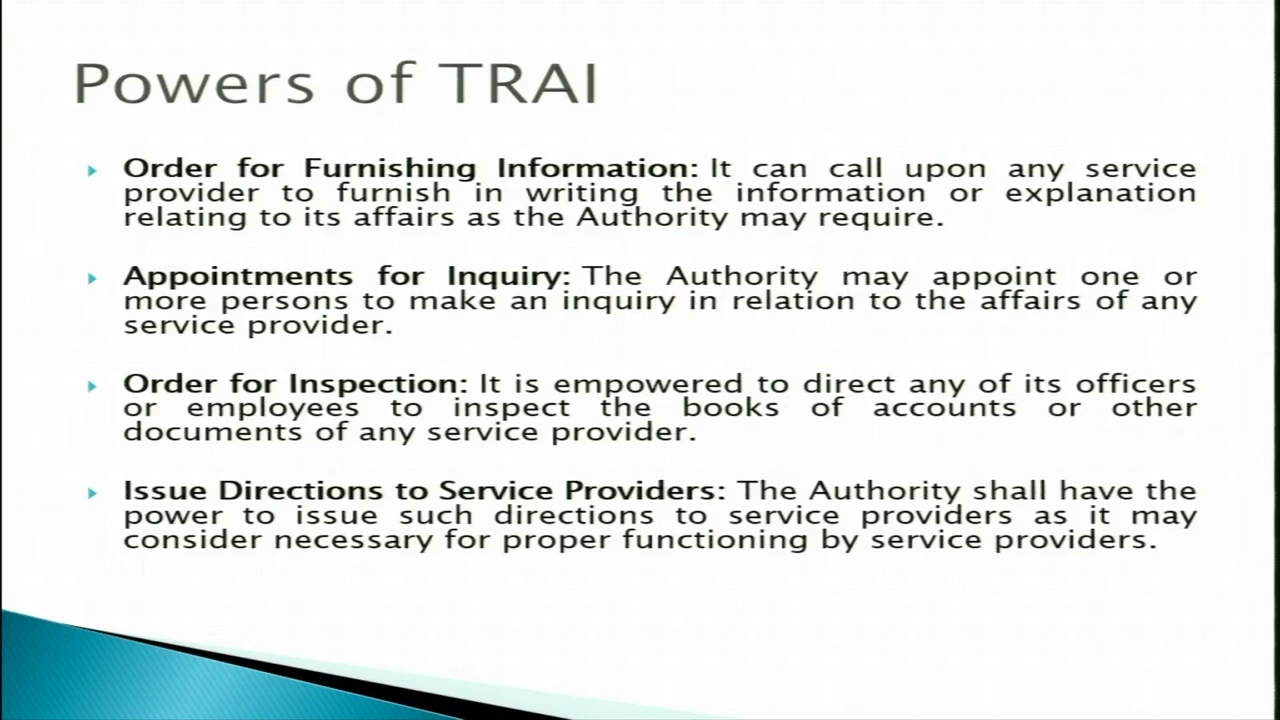 Powers of TRAI
Order for Furnishing Information: It can call upon any service
provider to furnish in writing the information or explanation
relating to its affairs as the Authority may require.
Appointments for Inquiry: The Authority may appoint one or
more persons to make an inquiry in relation to the affairs of any
service provider.
Order for Inspection: It is empowered to direct any of its officers
or employees to inspect the books of accounts or other
documents of any service provider.
Issue Directions to Service Providers: The Authority shall have the
power to issue such directions to service providers as it may
consider necessary for proper functioning by service providers.